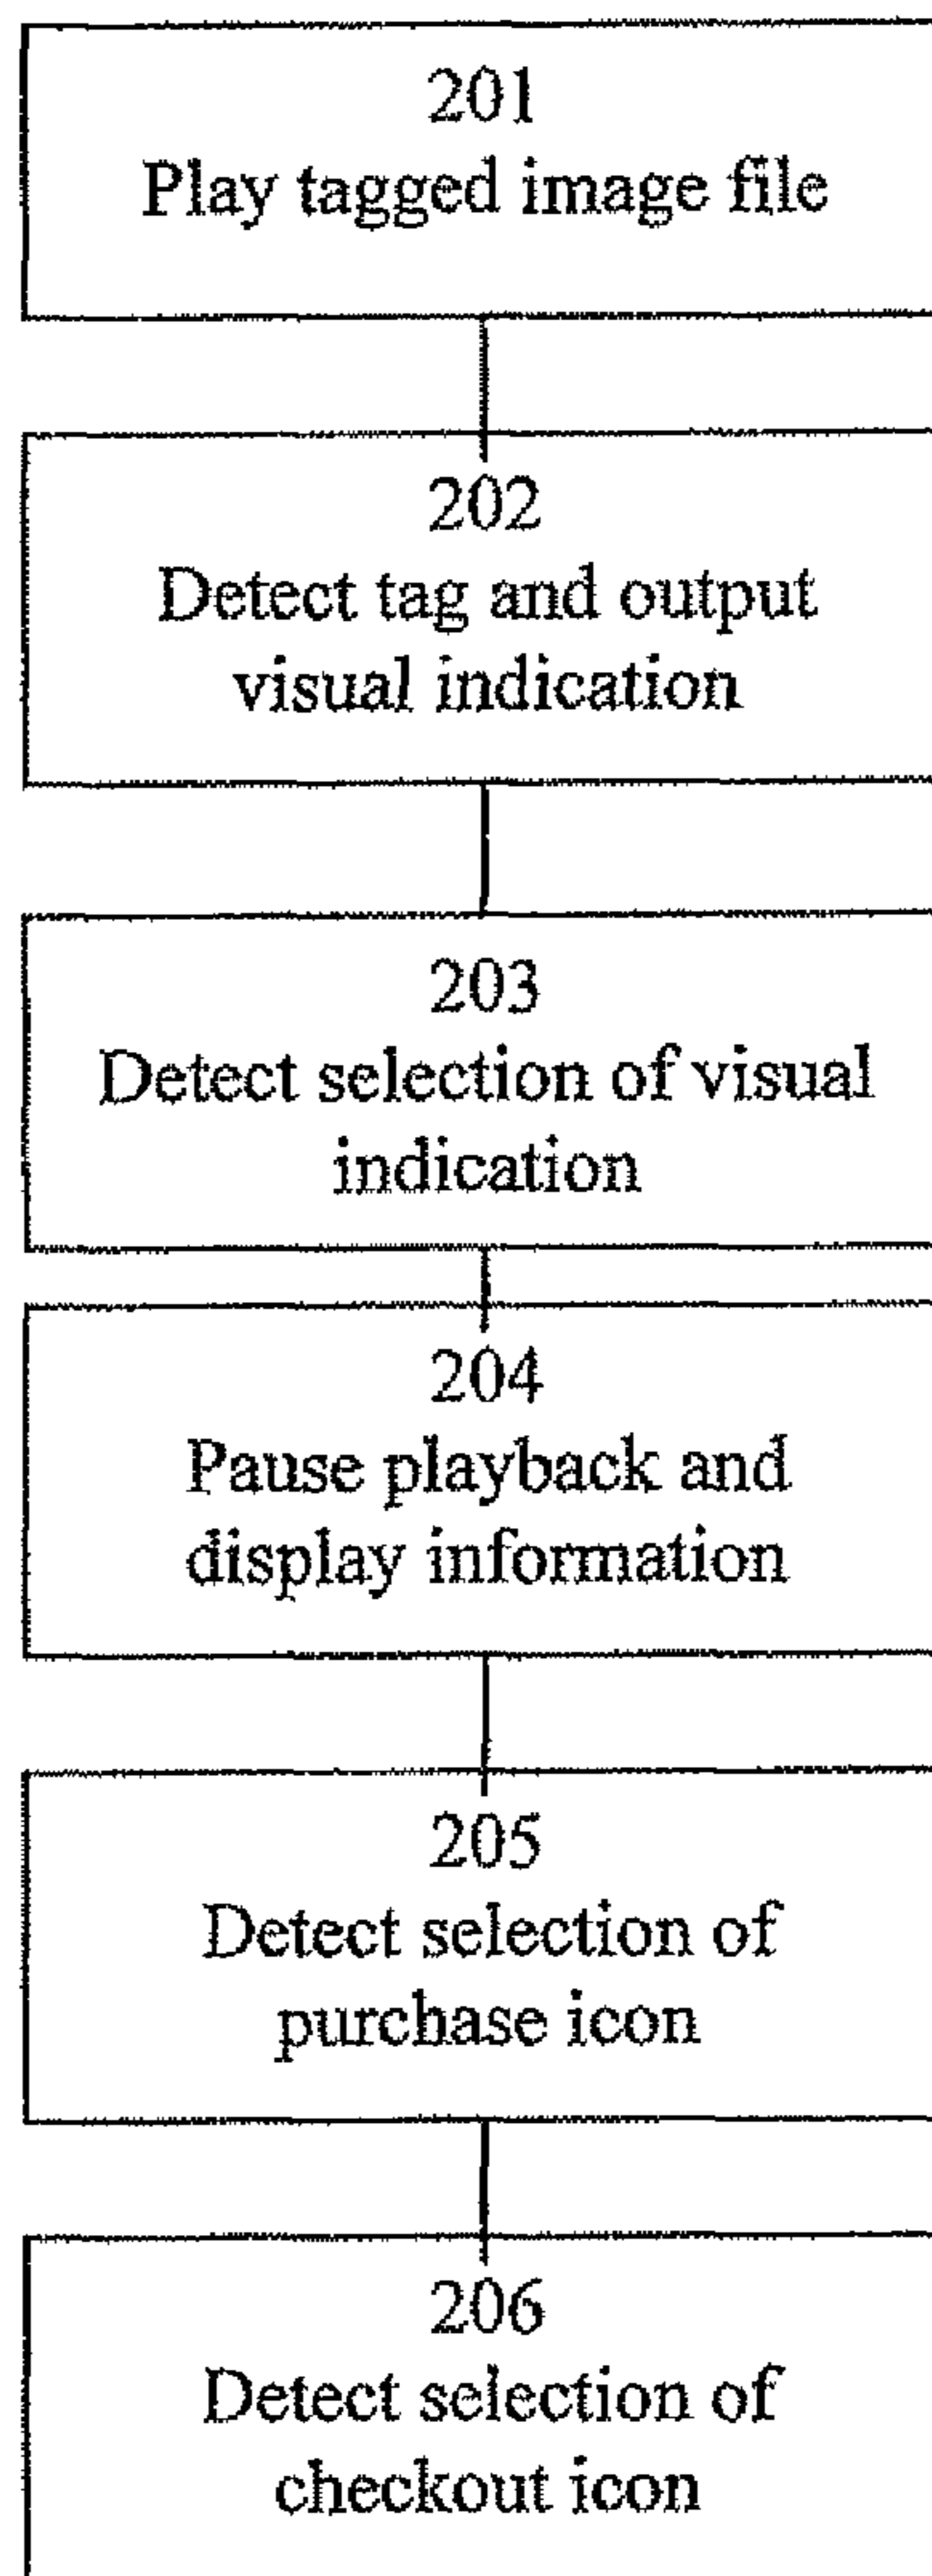 201
Play tagged image file
202
Detect tag and output
visual indication
203
Detect selection of visual
indication
204
Pause playback and
display information
205
Detect selection of
purchase icon
206
Detect selection of
checkout icon